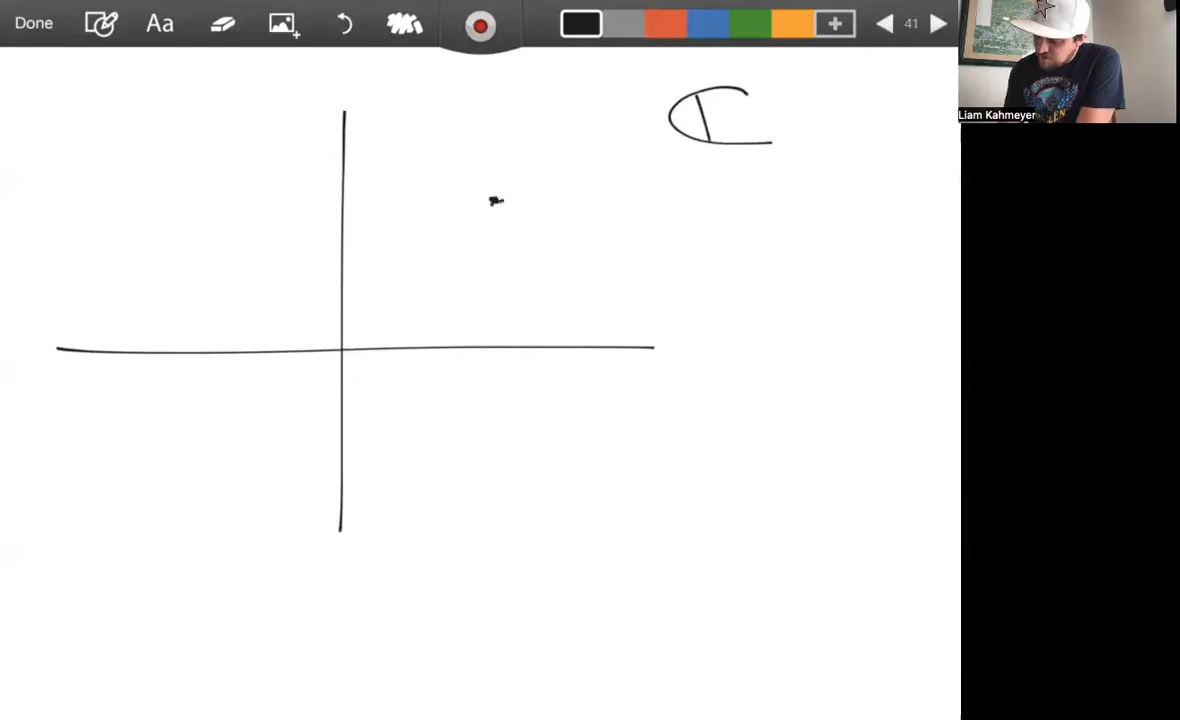 Done Aa + 41
ℂ
Liam Kahmeyer